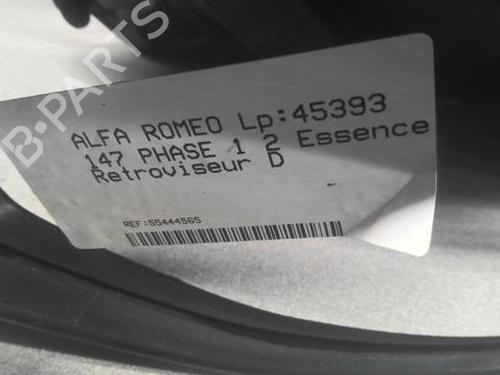 B-PARTS
ALFA ROMEO Lp:45393
147 PHASE 1 2 Essence
Retroviseur D
REF:55444565